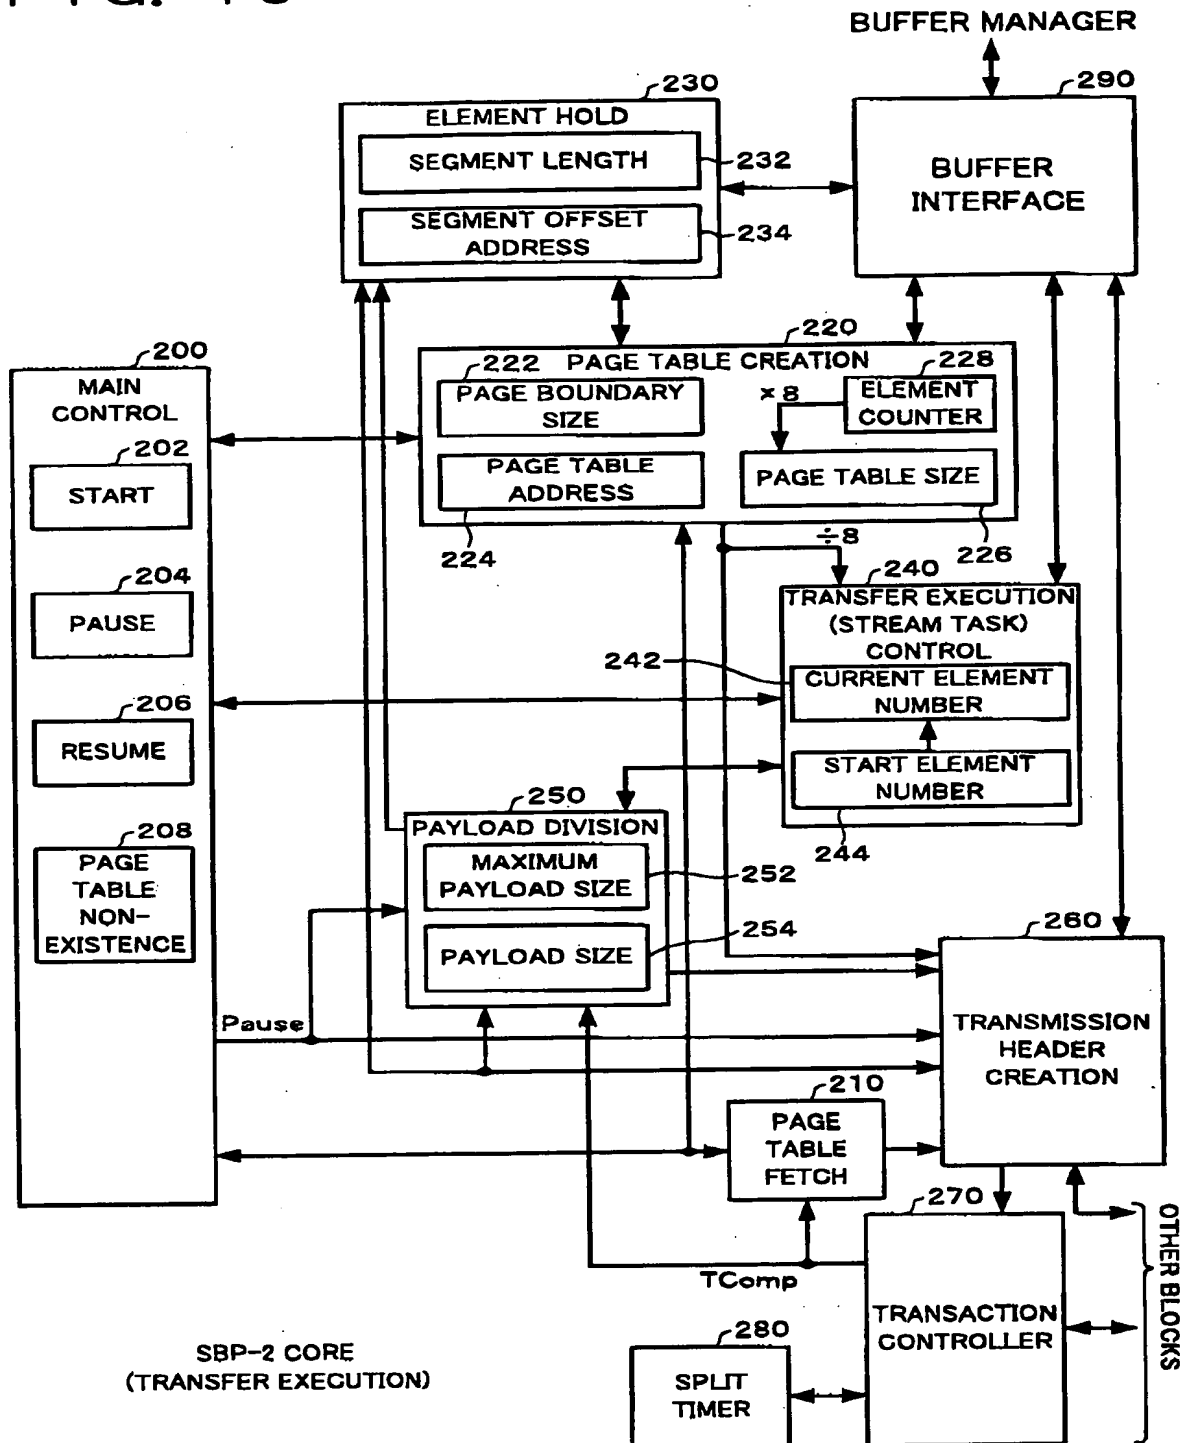 BUFFER MANAGER
230
290
ELEMENT HOLD
SEGMENT LENGTH
232
SEGMENT OFFSET
ADDRESS
234
BUFFER
INTERFACE
200
MAIN
CONTROL
202
START
204
PAUSE
206
RESUME
208
PAGE
TABLE
NON-
EXISTENCE
220
222
PAGE TABLE CREATION
228
PAGE BOUNDARY
SIZE
×8
ELEMENT
COUNTER
PAGE TABLE
ADDRESS
PAGE TABLE SIZE
224
÷8
226
240
TRANSFER EXECUTION
(STREAM TASK)
CONTROL
242
CURRENT ELEMENT
NUMBER
START ELEMENT
NUMBER
244
250
PAYLOAD DIVISION
MAXIMUM
PAYLOAD SIZE
252
PAYLOAD SIZE
254
260
TRANSMISSION
HEADER
CREATION
Pause
210
PAGE
TABLE
FETCH
270
TRANSACTION
CONTROLLER
TComp
OTHER BLOCKS
280
SPLIT
TIMER
SBP-2 CORE
(TRANSFER EXECUTION)